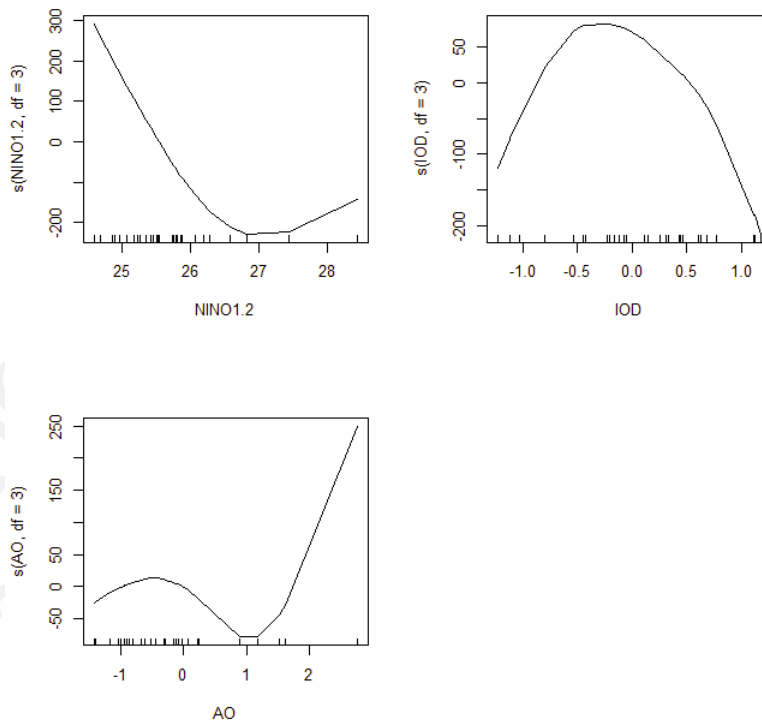 s(NINO1.2, df = 3)
300
200
100
0
-200
25 26 27 28
NINO1.2
s(IOD, df = 3)
50
0
-100
-200
-1.0 -0.5 0.0 0.5 1.0
IOD
s(AO, df = 3)
250
150
50
0
-50
-1 0 1 2
AO